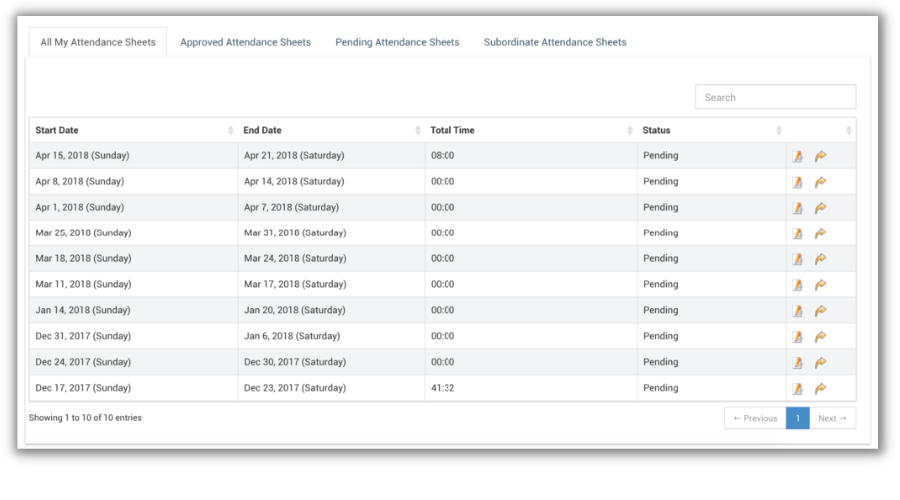 All My Attendance Sheets Approved Attendance Sheets Pending Attendance Sheets Subordinate Attendance Sheets
Search
Start Date End Date Total Time Status
Apr 15, 2018 (Sunday) Apr 21, 2018 (Saturday) 08:00 Pending
Apr 8, 2018 (Sunday) Apr 14, 2018 (Saturday) 00:00 Pending
Apr 1, 2018 (Sunday) Apr 7, 2018 (Saturday) 00:00 Pending
Mar 25, 2018 (Sunday) Mar 31, 2018 (Saturday) 00:00 Pending
Mar 18, 2018 (Sunday) Mar 24, 2018 (Saturday) 00:00 Pending
Mar 11, 2018 (Sunday) Mar 17, 2018 (Saturday) 00:00 Pending
Jan 14, 2018 (Sunday) Jan 20, 2018 (Saturday) 00:00 Pending
Dec 31, 2017 (Sunday) Jan 6, 2018 (Saturday) 00:00 Pending
Dec 24, 2017 (Sunday) Dec 30, 2017 (Saturday) 00:00 Pending
Dec 17, 2017 (Sunday) Dec 23, 2017 (Saturday) 41:32 Pending
Showing 1 to 10 of 10 entries ← Previous 1 Next →